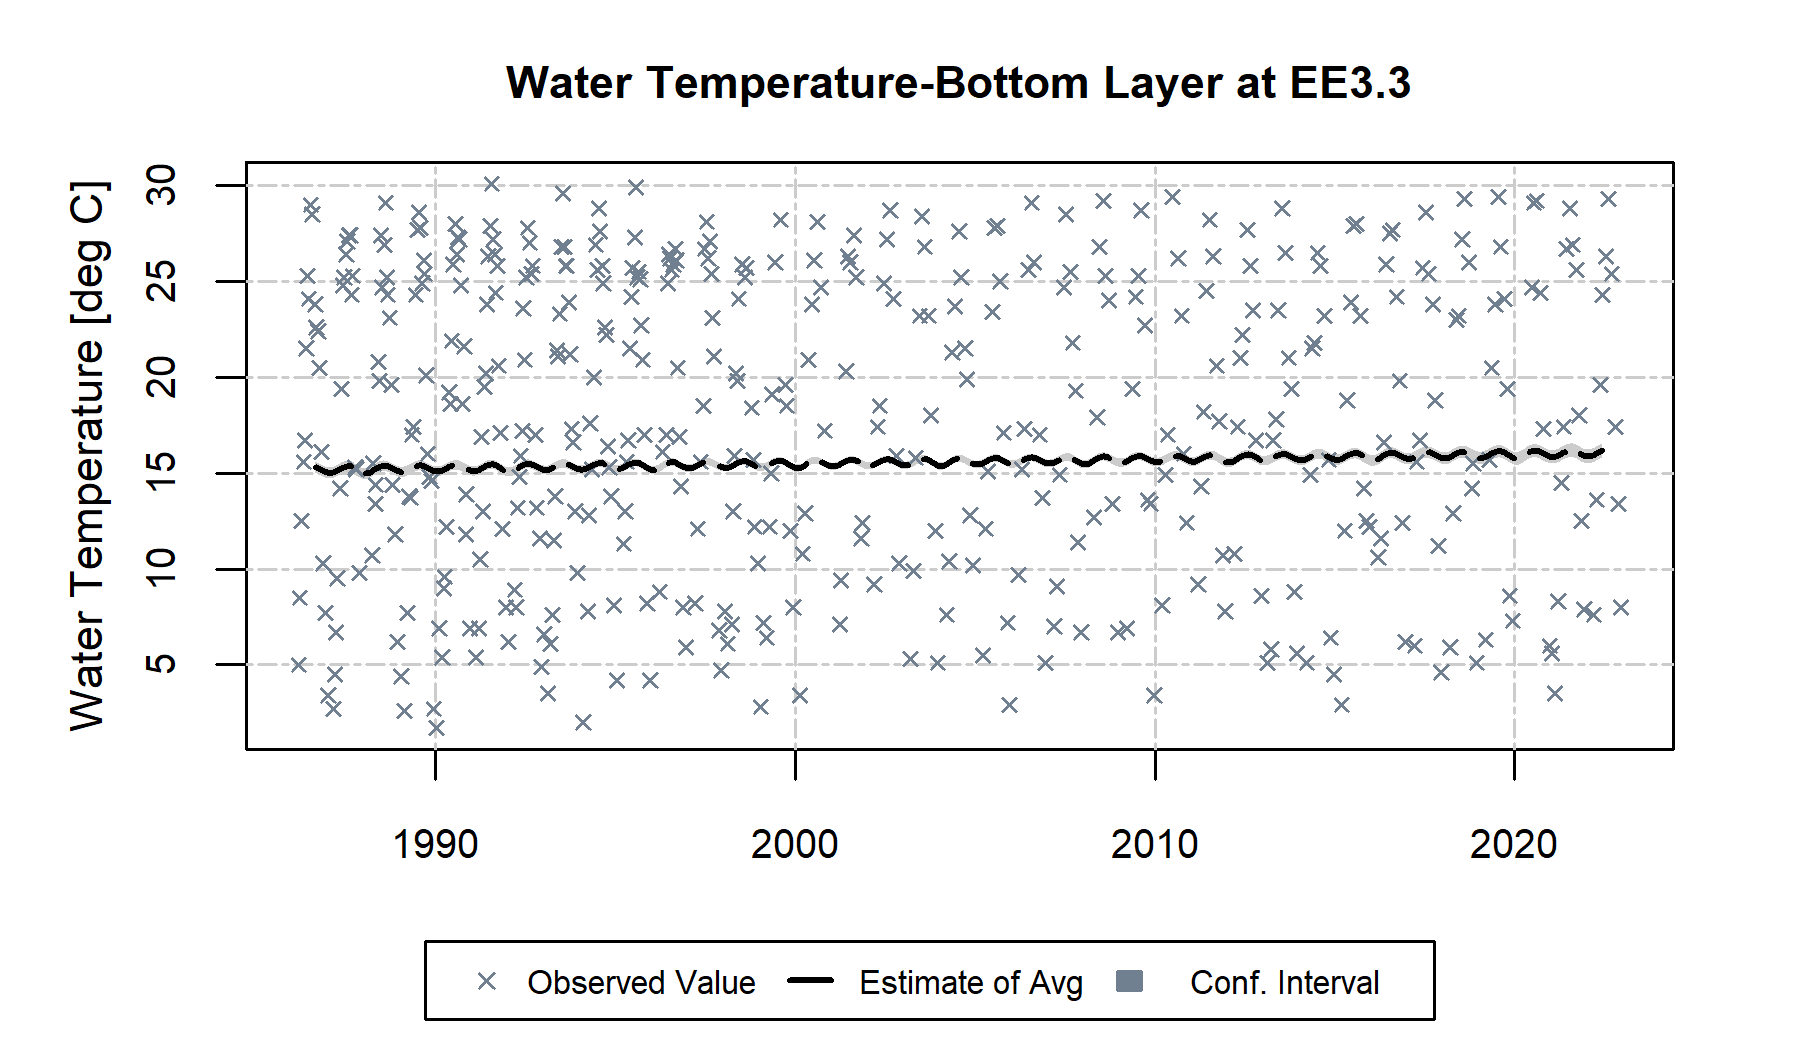 Water Temperature-Bottom Layer at EE3.3
Water Temperature [deg C]
30
25
20
15
10
5
1990 2000 2010 2020
Observed Value Estimate of Avg Conf. Interval